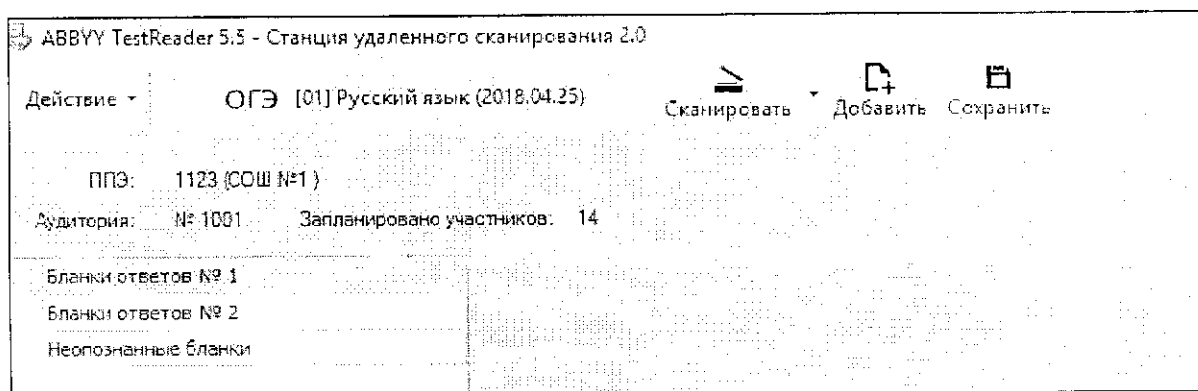 ABBYY TestReader 5.5 - Станция удаленного сканирования 2.0
Действие ОГЭ [01] Русский язык (2018.04.25) Сканировать Добавить Сохранить
ППЭ: 1123 (СОШ №1 )
Аудитория: № 1001 Запланировано участников: 14
Бланки ответов № 1
Бланки ответов № 2
Неопознанные бланки